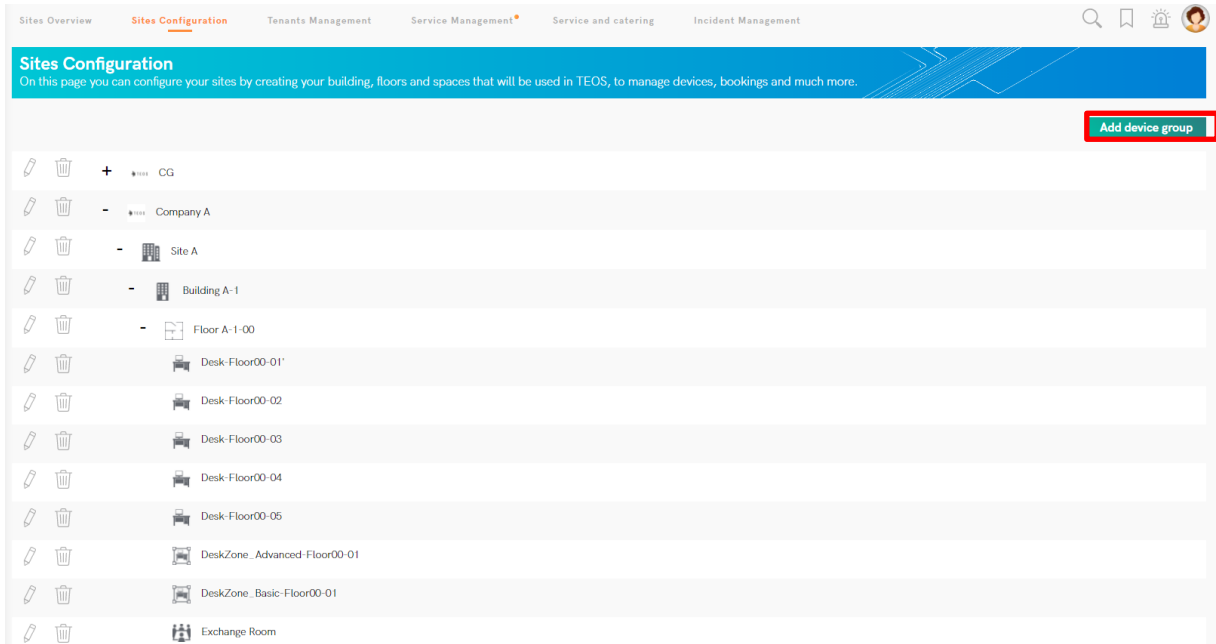 Sites Overview Sites Configuration Tenants Management Service Management Service and catering Incident Management
Sites Configuration
On this page you can configure your sites by creating your building, floors and spaces that will be used in TEOS, to manage devices, bookings and much more.
Add device group
+ TEOS CG
- TEOS Company A
- Site A
- Building A-1
- Floor A-1-00
Desk-Floor00-01'
Desk-Floor00-02
Desk-Floor00-03
Desk-Floor00-04
Desk-Floor00-05
DeskZone_Advanced-Floor00-01
DeskZone_Basic-Floor00-01
Exchange Room